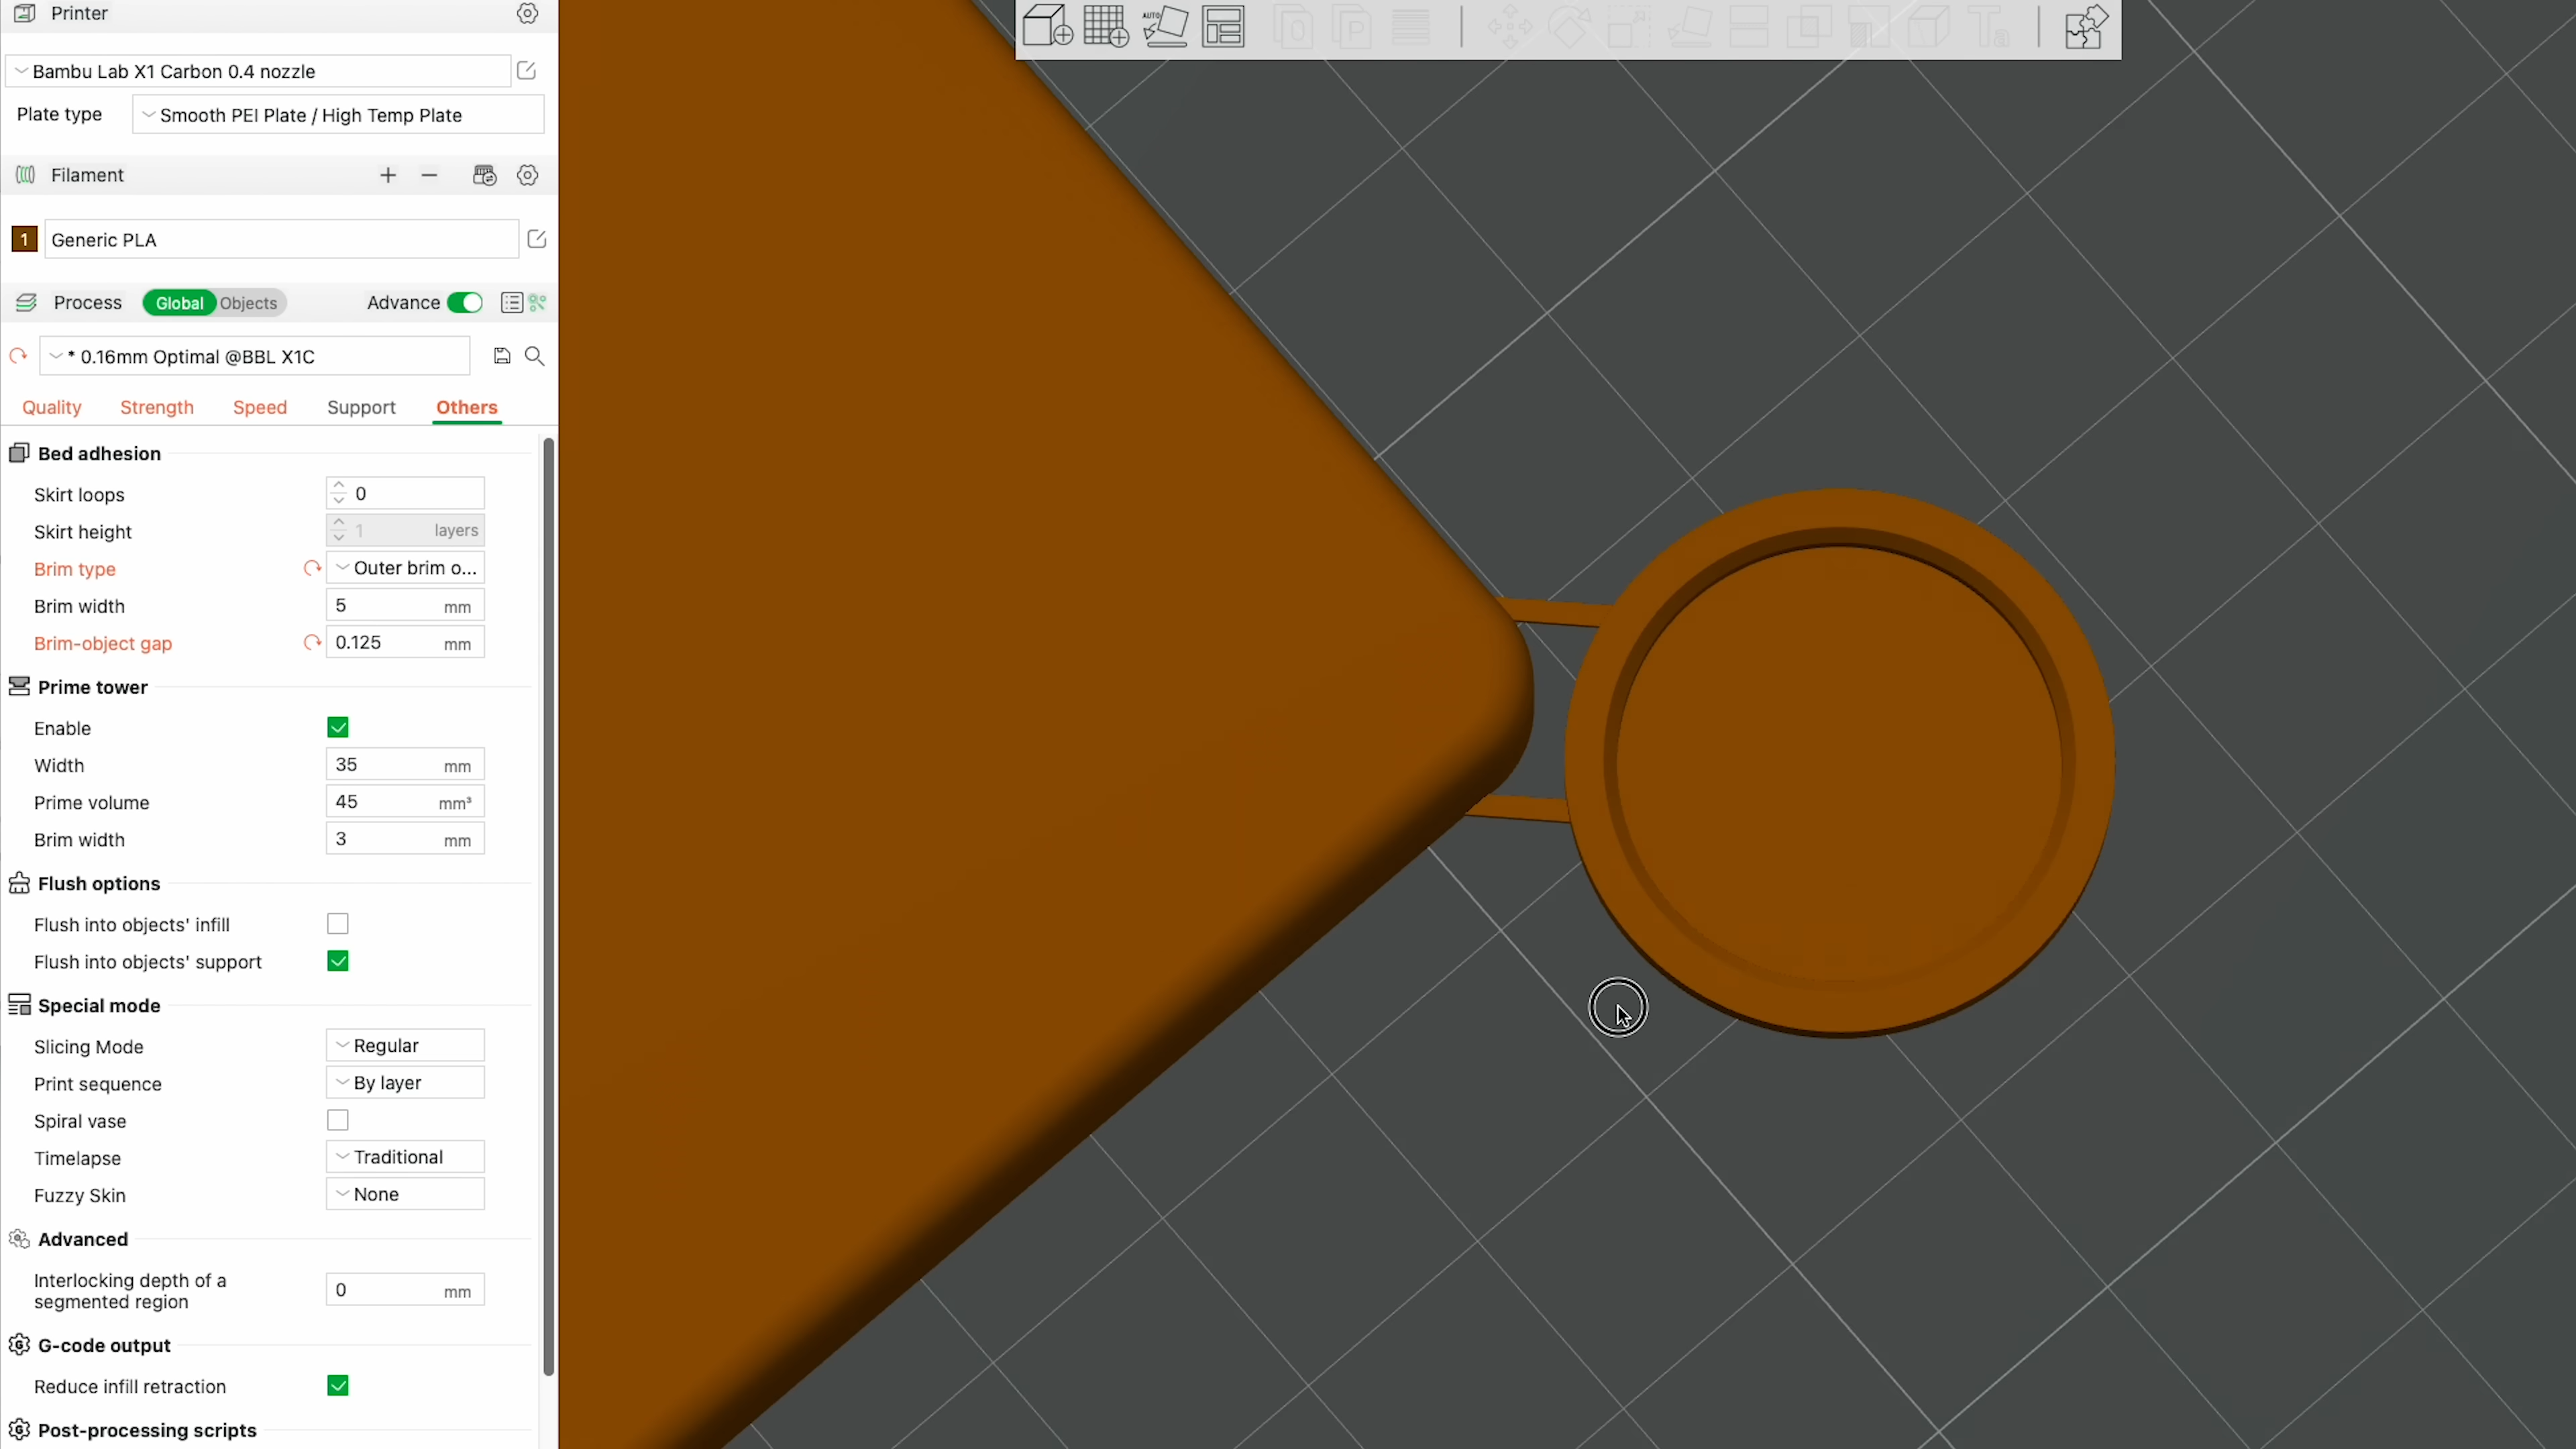 Printer
Bambu Lab X1 Carbon 0.4 nozzle
Plate type
Smooth PEI Plate / High Temp Plate
Filament
1
Generic PLA
Process
Global
Objects
Advance
* 0.16mm Optimal @BBL X1C
Quality
Strength
Speed
Support
Others
Bed adhesion
Skirt loops
0
Skirt height
1
layers
Brim type
Outer brim o...
Brim width
5
mm
Brim-object gap
0.125
mm
Prime tower
Enable
Width
35
mm
Prime volume
45
mm³
Brim width
3
mm
Flush options
Flush into objects' infill
Flush into objects' support
Special mode
Slicing Mode
Regular
Print sequence
By layer
Spiral vase
Timelapse
Traditional
Fuzzy Skin
None
Advanced
Interlocking depth of a
segmented region
0
mm
G-code output
Reduce infill retraction
Post-processing scripts
AUTO